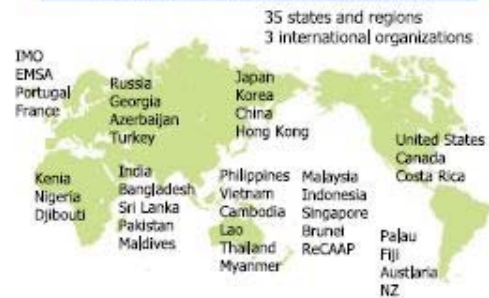 35 states and regions
3 international organizations
IMO
EMSA
Portugal
France
Russia
Georgia
Azerbaijan
Turkey
Japan
Korea
China
Hong Kong
United States
Canada
Costa Rica
Kenia
Nigeria
Djibouti
India
Bangladesh
Sri Lanka
Pakistan
Maldives
Philippines
Vietnam
Cambodia
Lao
Thailand
Myanmer
Malaysia
Indonesia
Singapore
Brunei
ReCAAP
Palau
Fiji
Austlaria
NZ